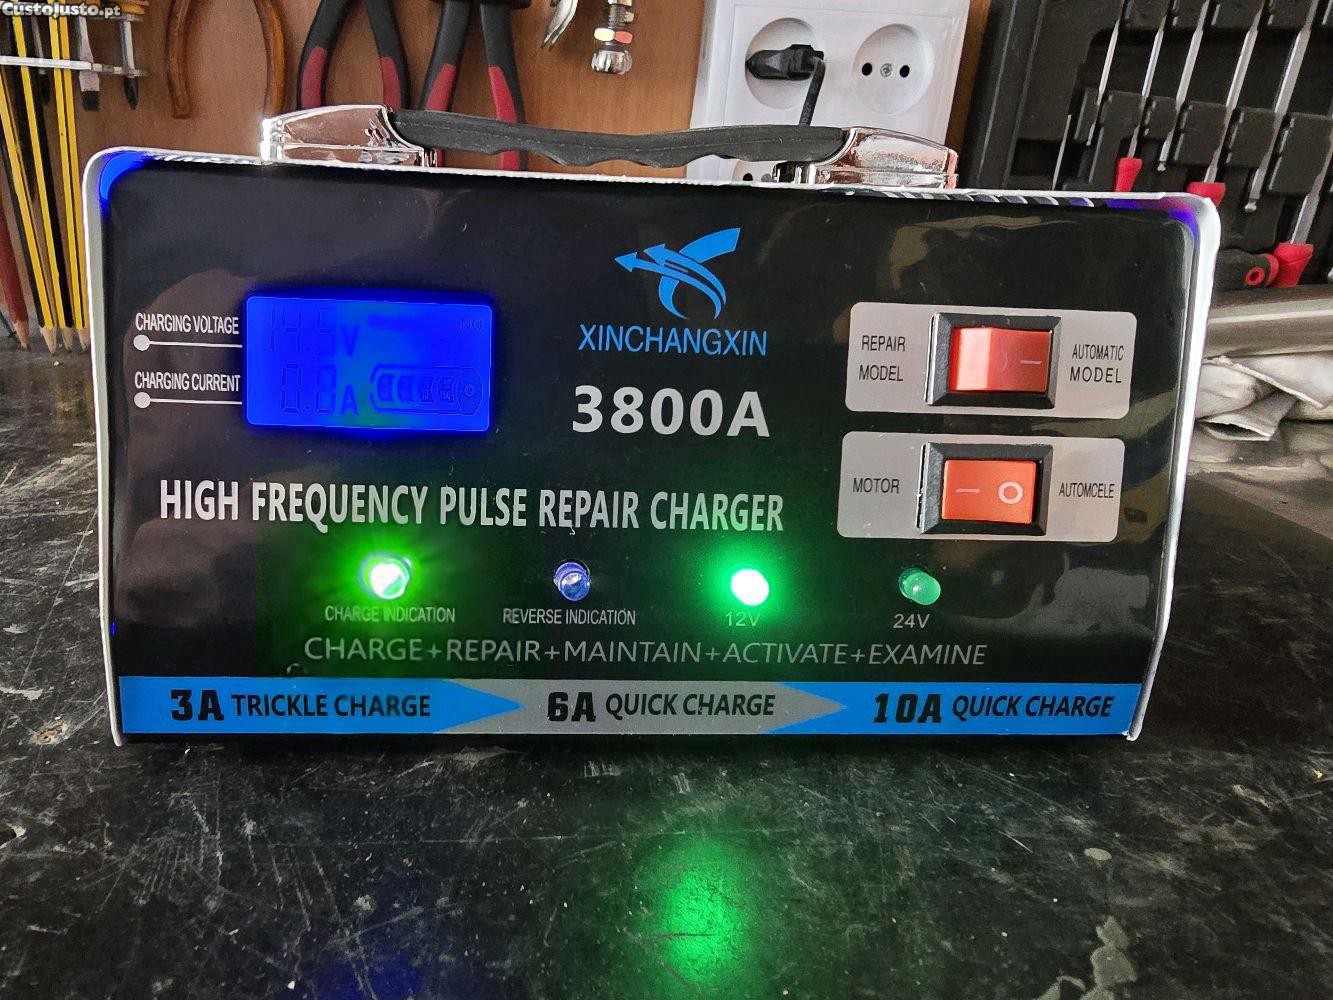 CustoJusto.pt
CHARGING VOLTAGE
14.5V
NO
CHARGING CURRENT
0.8A
XINCHANGXIN
3800A
REPAIR MODEL
AUTOMATIC MODEL
MOTOR
AUTOMCELE
HIGH FREQUENCY PULSE REPAIR CHARGER
CHARGE INDICATION
REVERSE INDICATION
12V
24V
CHARGE+REPAIR+MAINTAIN+ACTIVATE+EXAMINE
3A TRICKLE CHARGE
6A QUICK CHARGE
10A QUICK CHARGE